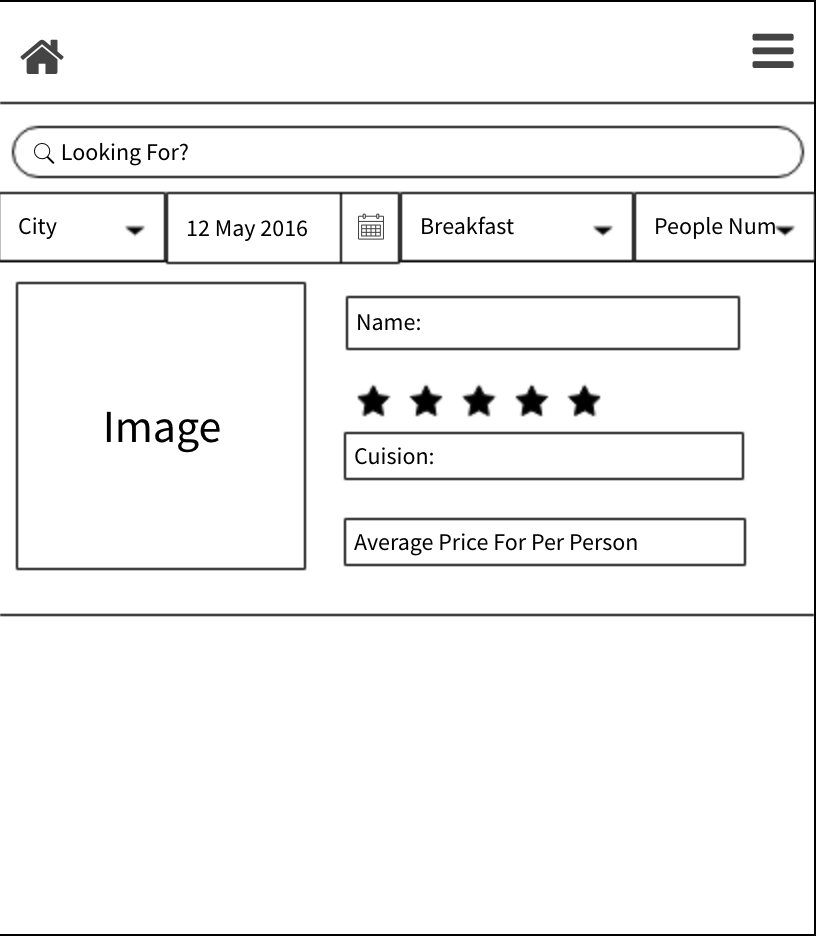 Looking For?
City
12 May 2016
Breakfast
People Num
Image
Name:
Cuision:
Average Price For Per Person